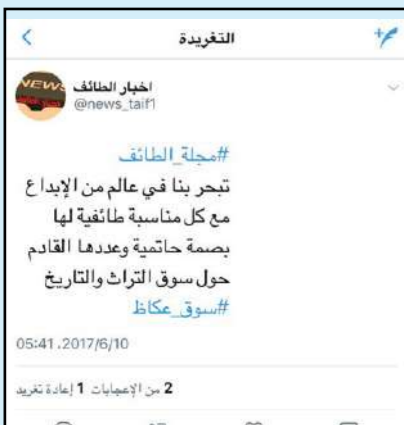 التغريدة
NEWS
اخبار الطائف
@news_taif1
#مجلة_الطائف
تبحر بنا في عالم من الإبداع
مع كل مناسبة طائفية لها
بصمة حاتمية وعددها القادم
حول سوق التراث والتاريخ
#سوق_عكاظ
05:41 ،2017/6/10
2 من الإعجابات 1 إعادة تغريد